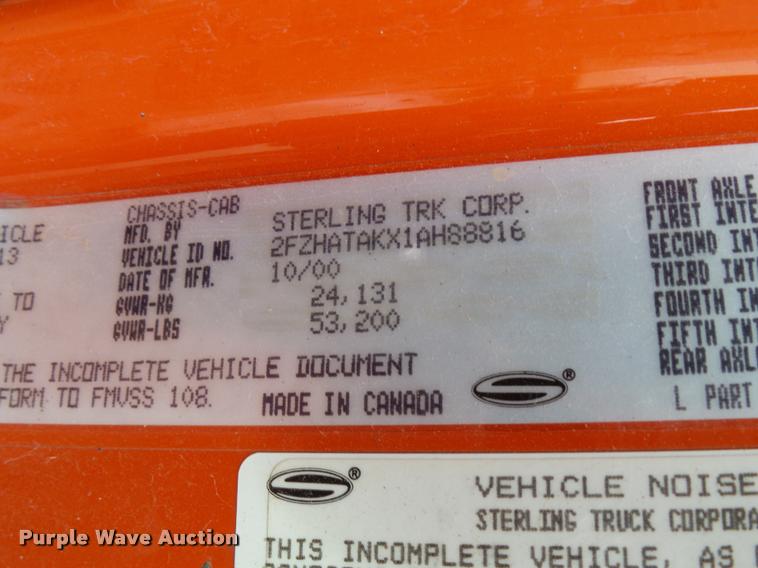 CHASSIS-CAB
MFD. BY STERLING TRK CORP.
VEHICLE ID NO. 2FZHATAKX1AH88816
DATE OF MFR. 10/00
GVWR-KG 24,131
GVWR-LBS 53,200
ICLE
13
TO
Y
THE INCOMPLETE VEHICLE DOCUMENT
FORM TO FMVSS 108. MADE IN CANADA
S®
FRONT AXLE
FIRST INTE
SECOND INT
THIRD INT
FOURTH IN
FIFTH INT
REAR AXL
L PART
S®
VEHICLE NOISE
STERLING TRUCK CORPORA
THIS INCOMPLETE VEHICLE, AS
Purple Wave Auction